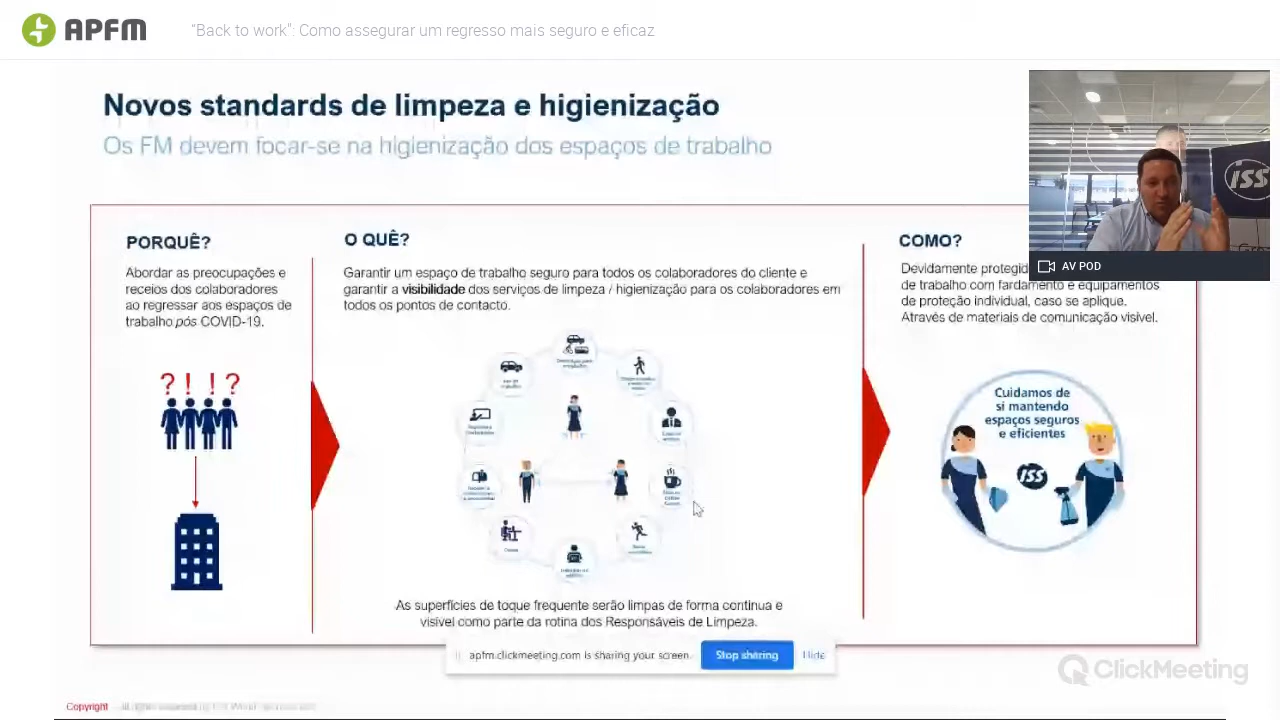 APFM
“Back to work”: Como assegurar um regresso mais seguro e eficaz
Novos standards de limpeza e higienização
Os FM devem focar-se na higienização dos espaços de trabalho
PORQUÊ?
Abordar as preocupações e
receios dos colaboradores
ao regressar aos espaços de
trabalho pós COVID-19.
? ! ! ?
O QUÊ?
Garantir um espaço de trabalho seguro para todos os colaboradores do cliente e
garantir a visibilidade dos serviços de limpeza / higienização para os colaboradores em
todos os pontos de contacto.
As superfícies de toque frequente serão limpas de forma continua e
visível como parte da rotina dos Responsáveis de Limpeza.
COMO?
Devidamente protegid
de trabalho com fardamento e equipamentos
de proteção individual, caso se aplique.
Através de materiais de comunicação visível.
Cuidamos de
si mantendo
espaços seguros
e eficientes
ISS
ISS
AV POD
apfm.clickmeeting.com is sharing your screen.
Stop sharing
Hide
ClickMeeting
Copyright